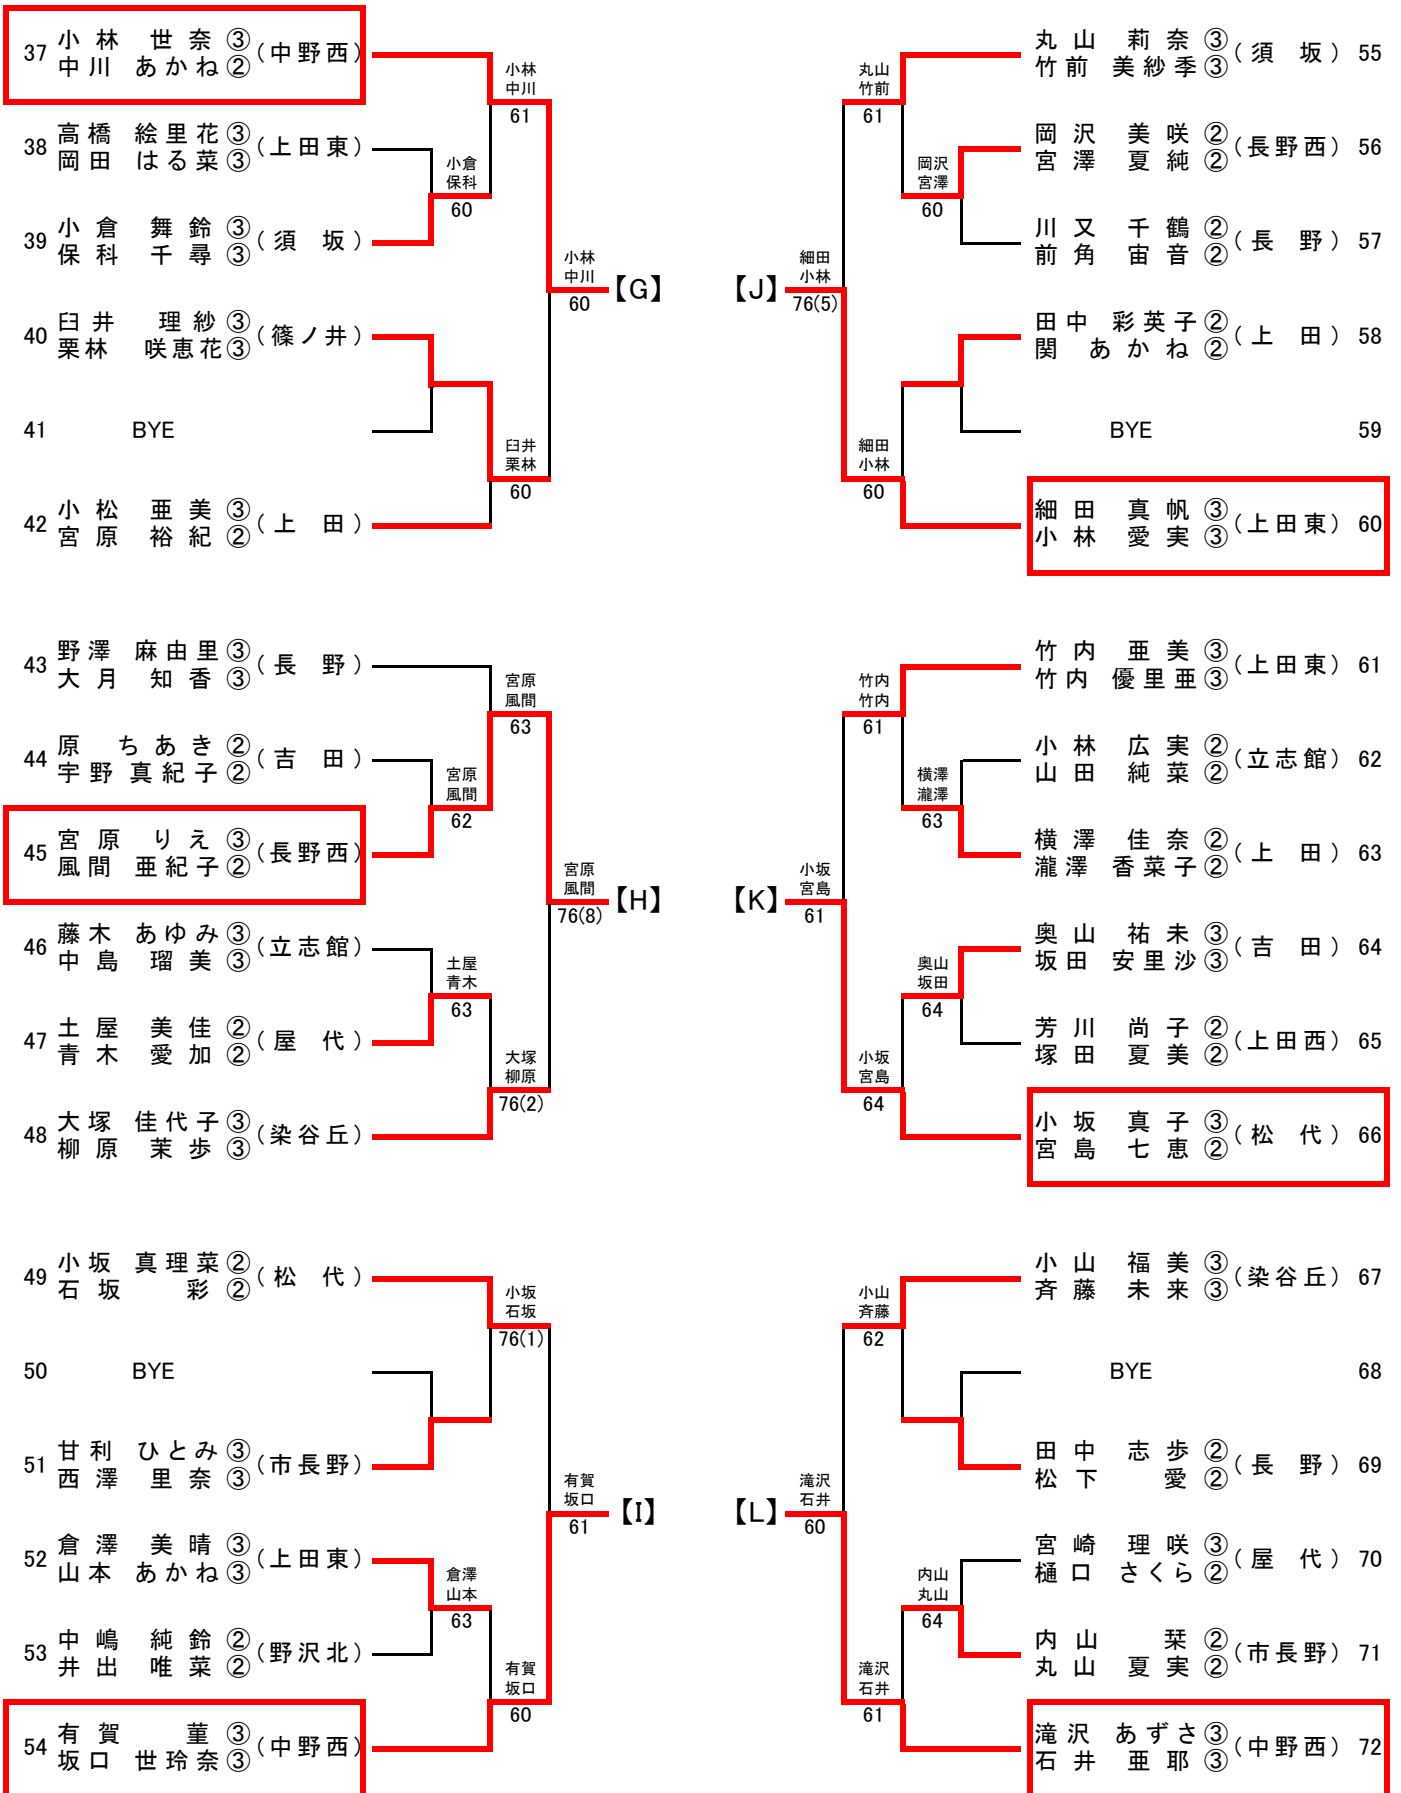 37 小林 世奈 ③ (中野西)
中川 あかね ②
38 高橋 絵里花 ③ (上田東)
岡田 はる菜 ③
39 小倉 舞鈴 ③ (須坂)
保科 千尋 ③
40 臼井 理紗 ③ (篠ノ井)
栗林 咲恵花 ③
41 BYE
42 小松 亜美 ③ (上田)
宮原 裕紀 ②
小林
中川
61
小倉
保科
60
臼井
栗林
60
小林
中川
60
【G】
43 野澤 麻由里 ③ (長野)
大月 知香 ③
44 原 ちあき ② (吉田)
宇野 真紀子 ②
45 宮原 りえ ③ (長野西)
風間 亜紀子 ②
46 藤木 あゆみ ③ (立志館)
中島 瑠美 ③
47 土屋 美佳 ② (屋代)
青木 愛加 ②
48 大塚 佳代子 ③ (染谷丘)
柳原 茉歩 ③
宮原
風間
63
宮原
風間
62
土屋
青木
63
大塚
柳原
76(2)
宮原
風間
76(8)
【H】
49 小坂 真理菜 ② (松代)
石坂 彩 ②
50 BYE
51 甘利 ひとみ ③ (市長野)
西澤 里奈 ③
52 倉澤 美晴 ③ (上田東)
山本 あかね ③
53 中嶋 純鈴 ② (野沢北)
井出 唯菜 ②
54 有賀 菫 ③ (中野西)
坂口 世玲奈 ③
小坂
石坂
76(1)
倉澤
山本
63
有賀
坂口
60
有賀
坂口
61
【I】
丸山 莉奈 ③ (須坂) 55
竹前 美紗季 ③
岡沢 美咲 ② (長野西) 56
宮澤 夏純 ②
川又 千鶴 ② (長野) 57
前角 宙音 ②
田中 彩英子 ② (上田) 58
関 あかね ②
BYE 59
細田 真帆 ③ (上田東) 60
小林 愛実 ③
丸山
竹前
61
岡沢
宮澤
60
細田
小林
60
細田
小林
76(5)
【J】
竹内 亜美 ③ (上田東) 61
竹内 優里亜 ③
小林 広実 ② (立志館) 62
山田 純菜 ②
横澤 佳奈 ② (上田) 63
瀧澤 香菜子 ②
奥山 祐未 ③ (吉田) 64
坂田 安里沙 ③
芳川 尚子 ② (上田西) 65
塚田 夏美 ②
小坂 真子 ③ (松代) 66
宮島 七恵 ②
竹内
竹内
61
横澤
瀧澤
63
奥山
坂田
64
小坂
宮島
64
小坂
宮島
61
【K】
小山 福美 ③ (染谷丘) 67
斉藤 未来 ③
BYE 68
田中 志歩 ② (長野) 69
松下 愛 ②
宮崎 理咲 ③ (屋代) 70
樋口 さくら ②
内山 栞 ② (市長野) 71
丸山 夏実 ②
滝沢 あずさ ③ (中野西) 72
石井 亜耶 ③
小山
斉藤
62
内山
丸山
64
滝沢
石井
61
滝沢
石井
60
【L】